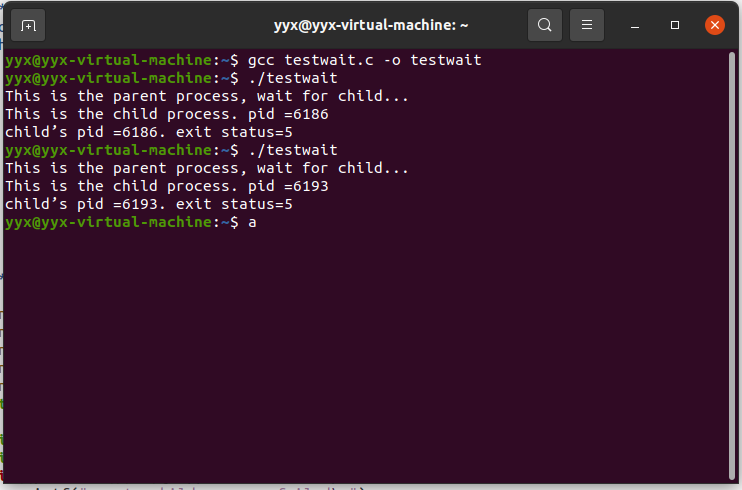 yyx@yyx-virtual-machine: ~
yyx@yyx-virtual-machine:~$ gcc testwait.c -o testwait
yyx@yyx-virtual-machine:~$ ./testwait
This is the parent process, wait for child...
This is the child process. pid =6186
child’s pid =6186. exit status=5
yyx@yyx-virtual-machine:~$ ./testwait
This is the parent process, wait for child...
This is the child process. pid =6193
child’s pid =6193. exit status=5
yyx@yyx-virtual-machine:~$ a